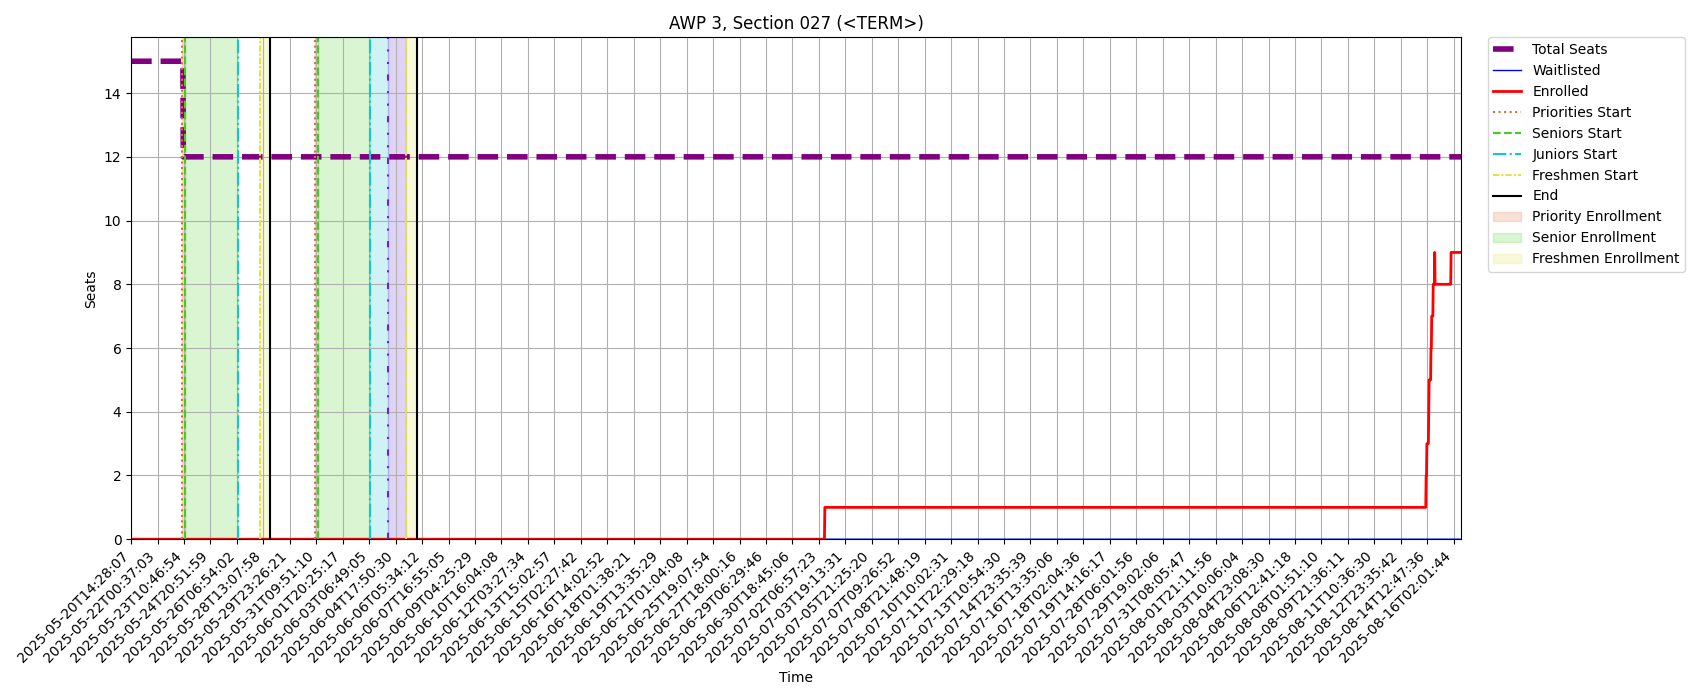 AWP 3, Section 027 (<TERM>)
Seats
14
12
10
8
6
4
2
0
2025-05-20T14:28:07
2025-05-22T00:37:03
2025-05-23T10:46:54
2025-05-24T20:51:59
2025-05-26T06:54:02
2025-05-28T13:07:58
2025-05-29T23:26:21
2025-05-31T09:51:10
2025-06-01T20:25:17
2025-06-03T06:49:05
2025-06-04T17:50:30
2025-06-06T05:34:12
2025-06-07T16:55:05
2025-06-09T04:25:29
2025-06-10T16:04:08
2025-06-12T03:27:34
2025-06-13T15:02:57
2025-06-15T02:27:42
2025-06-16T14:02:52
2025-06-18T01:38:21
2025-06-19T13:35:29
2025-06-21T01:04:08
2025-06-25T19:07:54
2025-06-27T18:00:16
2025-06-29T06:29:46
2025-06-30T18:45:06
2025-07-02T06:57:23
2025-07-03T19:13:31
2025-07-05T21:25:20
2025-07-07T09:26:52
2025-07-08T21:48:19
2025-07-10T10:02:31
2025-07-11T22:29:18
2025-07-13T10:54:30
2025-07-14T23:35:39
2025-07-16T13:35:06
2025-07-18T02:04:36
2025-07-19T14:16:17
2025-07-28T06:01:56
2025-07-29T19:02:06
2025-07-31T08:05:47
2025-08-01T21:11:56
2025-08-03T10:06:04
2025-08-04T23:08:30
2025-08-06T12:41:18
2025-08-08T01:51:10
2025-08-09T21:36:11
2025-08-11T10:36:30
2025-08-12T23:35:42
2025-08-14T12:47:36
2025-08-16T02:01:44
Time
Total Seats
Waitlisted
Enrolled
Priorities Start
Seniors Start
Juniors Start
Freshmen Start
End
Priority Enrollment
Senior Enrollment
Freshmen Enrollment